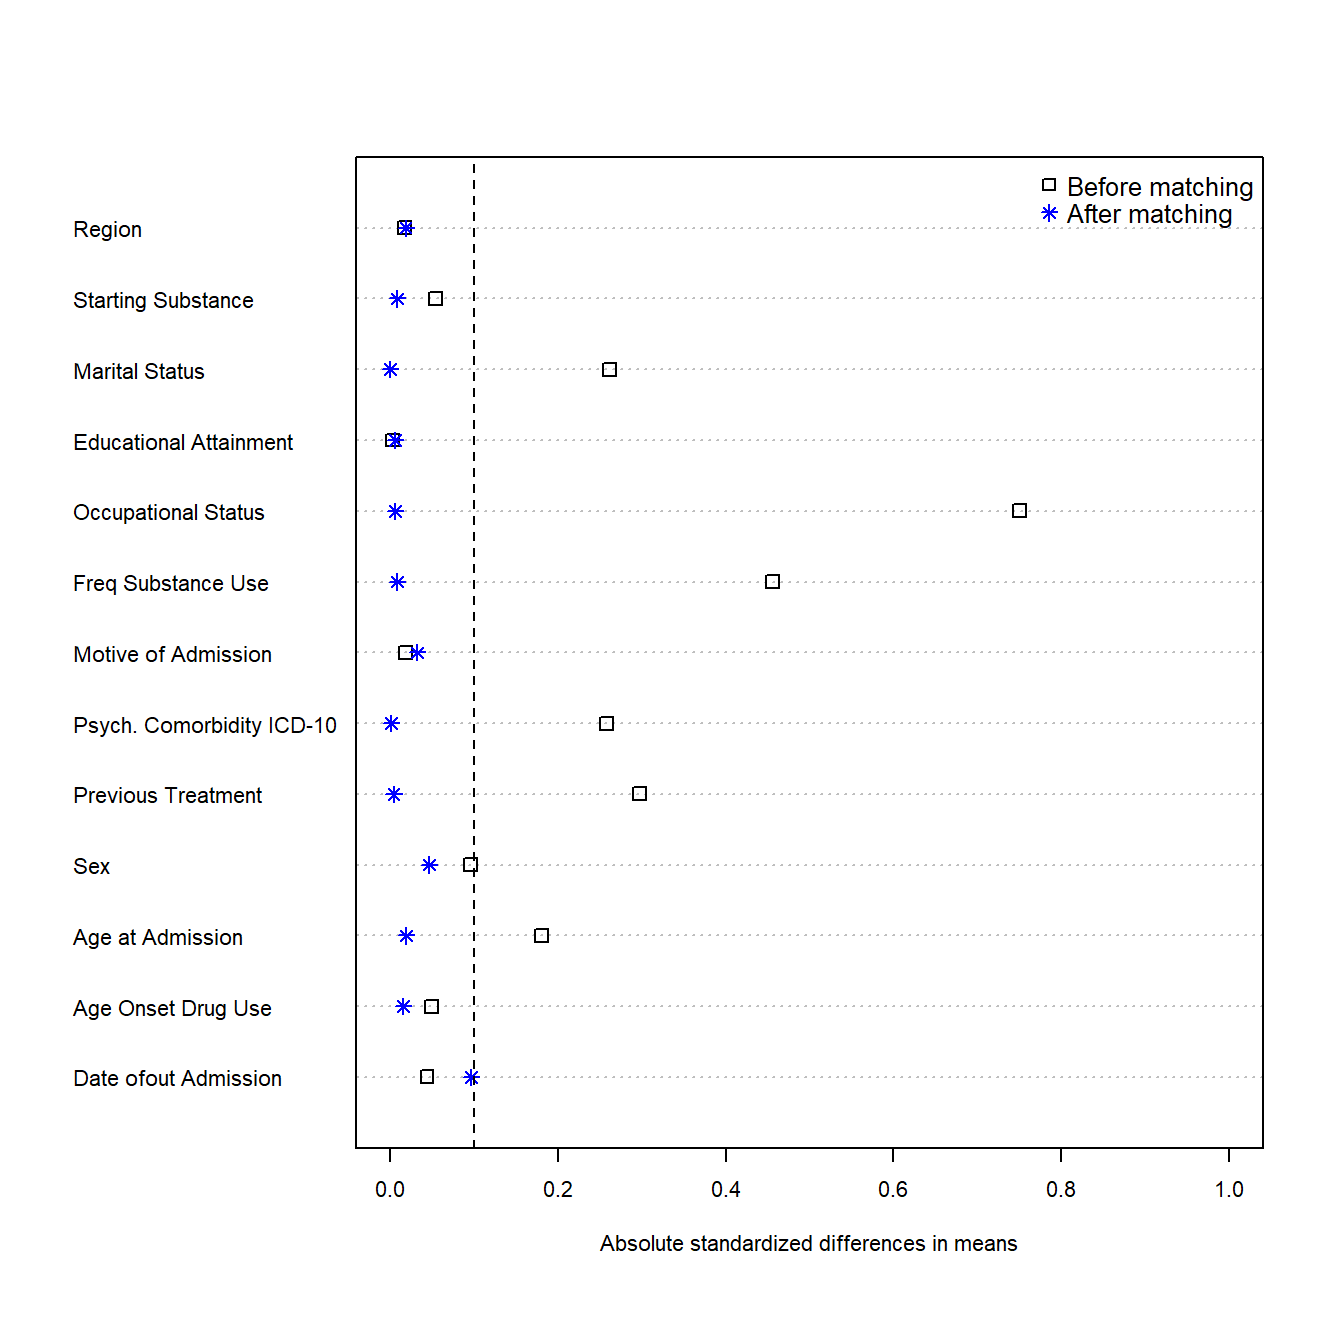 Before matching
After matching
Region
Starting Substance
Marital Status
Educational Attainment
Occupational Status
Freq Substance Use
Motive of Admission
Psych. Comorbidity ICD-10
Previous Treatment
Sex
Age at Admission
Age Onset Drug Use
Date ofout Admission
0.0 0.2 0.4 0.6 0.8 1.0
Absolute standardized differences in means